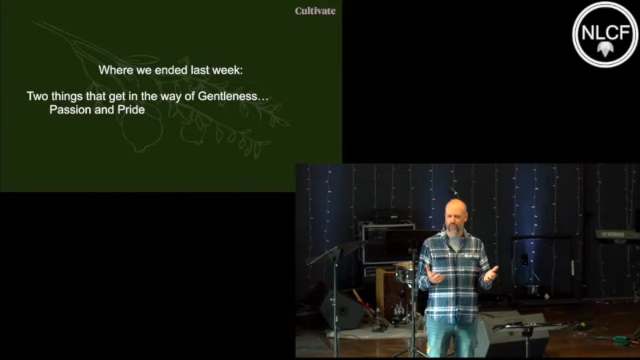 Cultivate
NLCF
Where we ended last week:
Two things that get in the way of Gentleness...
Passion and Pride